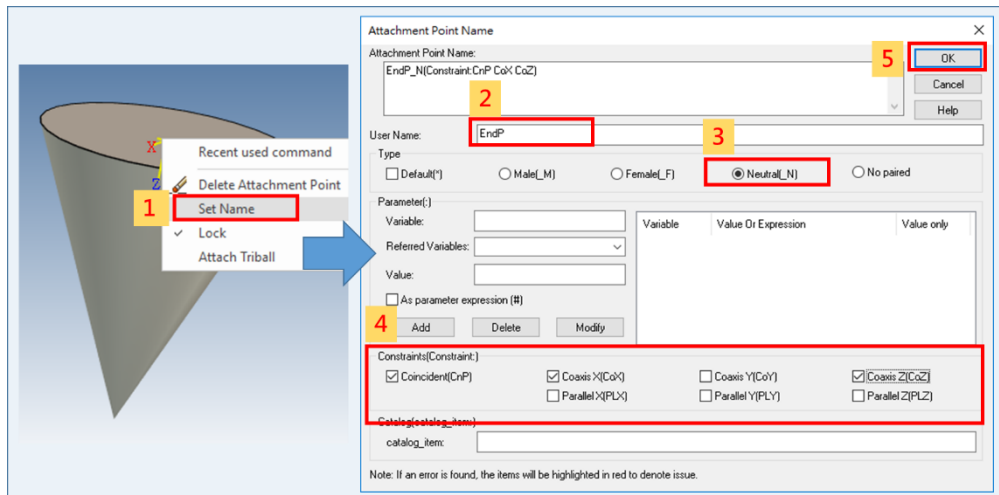 X
Z
1
Recent used command
Delete Attachment Point
Set Name
Lock
Attach Triball
Attachment Point Name
Attachment Point Name:
EndP_N(Constraint:CnP CoX CoZ)
5
OK
Cancel
Help
2
User Name:
EndP
3
Type
Default(*)
Male(_M)
Female(_F)
Neutral(_N)
No paired
Parameter(:)
Variable:
Referred Variables:
Value:
As parameter expression (#)
4
Add
Delete
Modify
Variable
Value Or Expression
Value only
Constraints(Constraint:)
Coincident(CnP)
Coaxis X(CoX)
Coaxis Y(CoY)
Coaxis Z(CoZ)
Parallel X(PLX)
Parallel Y(PLY)
Parallel Z(PLZ)
Catalog(catalog_item:)
catalog_item:
Note: If an error is found, the items will be highlighted in red to denote issue.